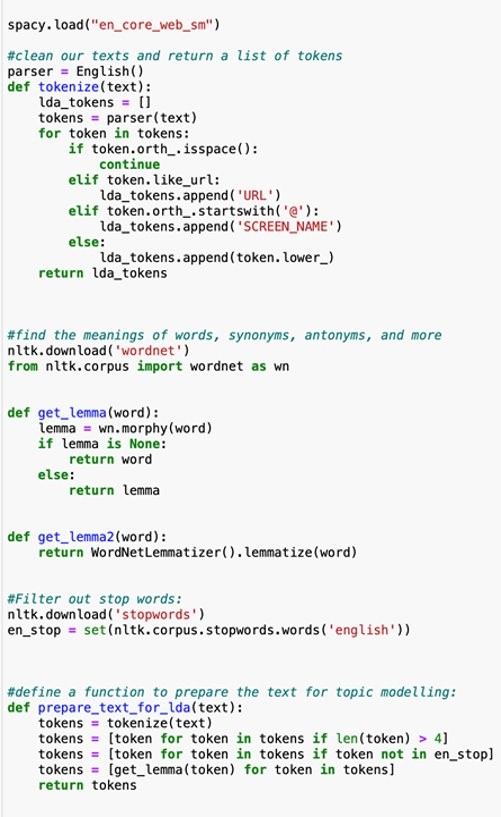 spacy.load("en_core_web_sm")
#clean our texts and return a list of tokens
parser = English()
def tokenize(text):
    lda_tokens = []
    tokens = parser(text)
    for token in tokens:
        if token.orth_.isspace():
            continue
        elif token.like_url:
            lda_tokens.append('URL')
        elif token.orth_.startswith('@'):
            lda_tokens.append('SCREEN_NAME')
        else:
            lda_tokens.append(token.lower_)
    return lda_tokens
#find the meanings of words, synonyms, antonyms, and more
nltk.download('wordnet')
from nltk.corpus import wordnet as wn
def get_lemma(word):
    lemma = wn.morphy(word)
    if lemma is None:
        return word
    else:
        return lemma
def get_lemma2(word):
    return WordNetLemmatizer().lemmatize(word)
#Filter out stop words:
nltk.download('stopwords')
en_stop = set(nltk.corpus.stopwords.words('english'))
#define a function to prepare the text for topic modelling:
def prepare_text_for_lda(text):
    tokens = tokenize(text)
    tokens = [token for token in tokens if len(token) > 4]
    tokens = [token for token in tokens if token not in en_stop]
    tokens = [get_lemma(token) for token in tokens]
    return tokens